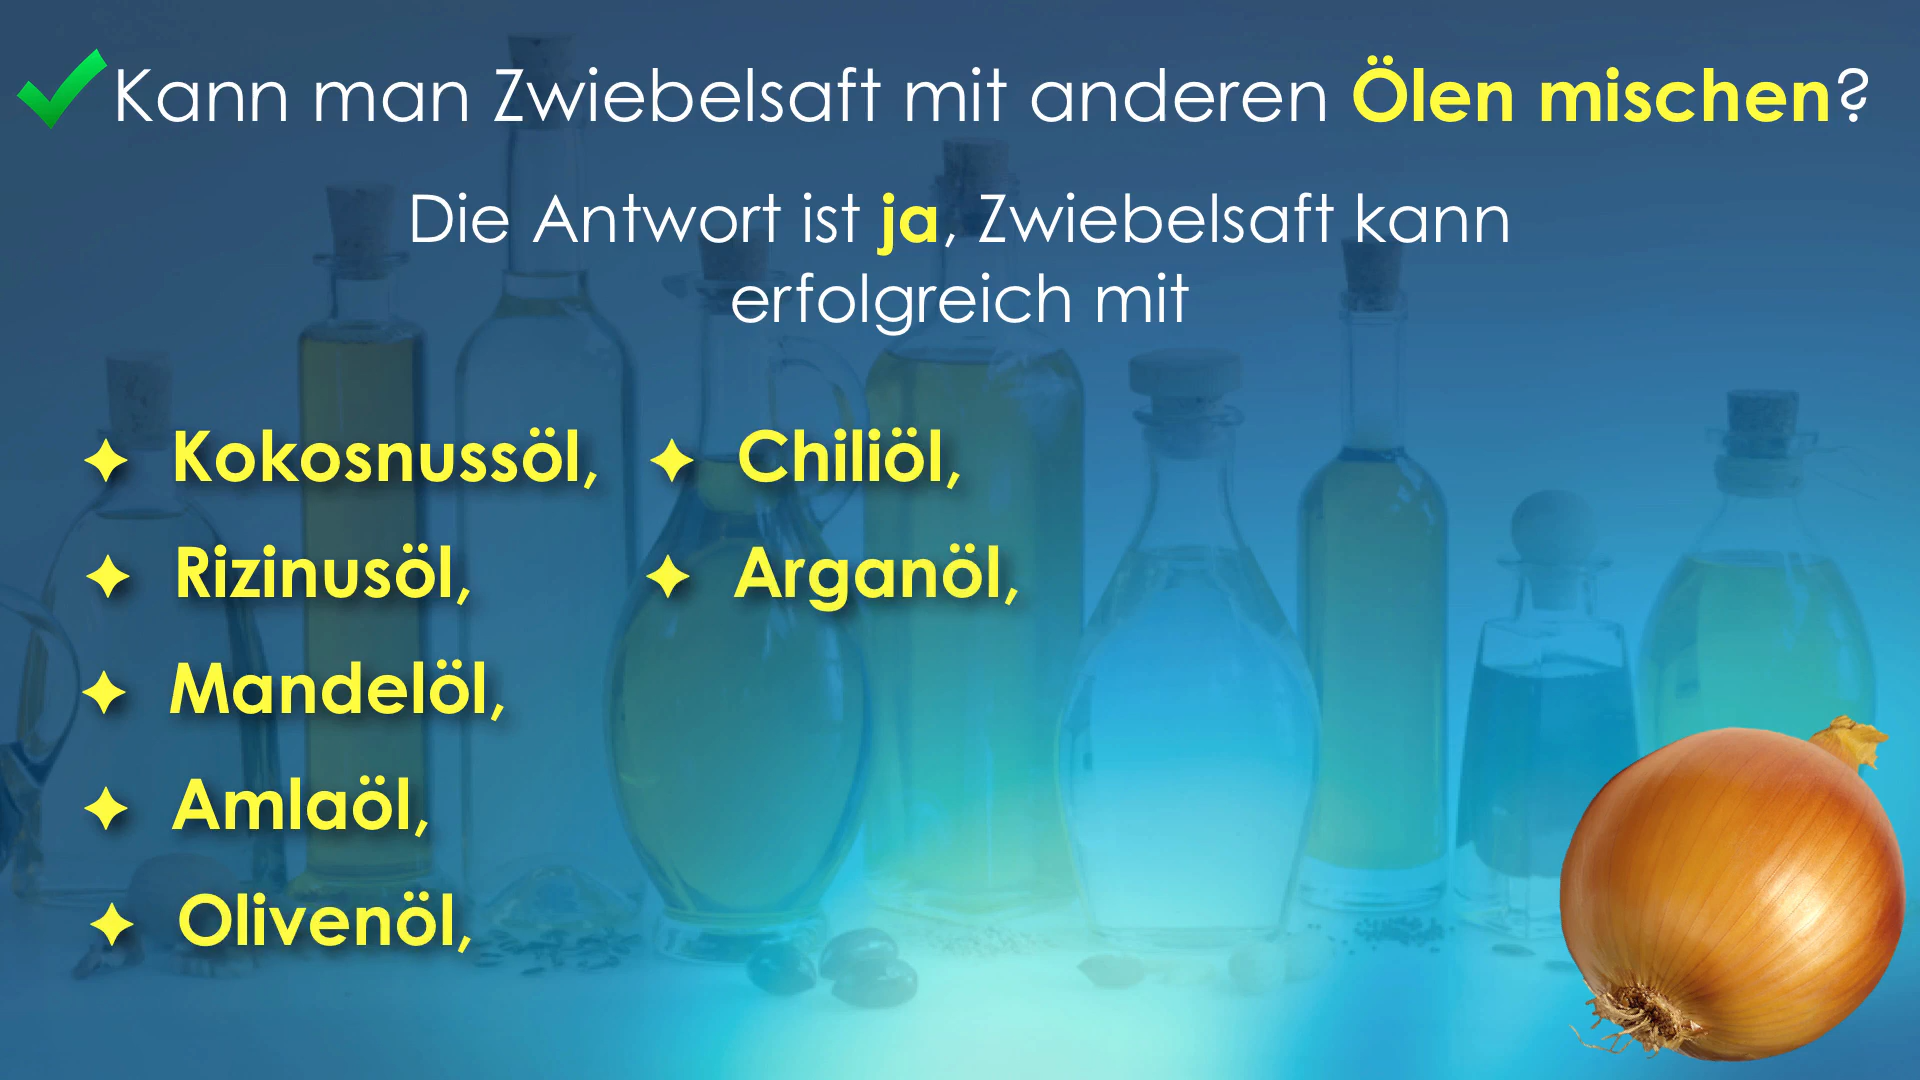 Kann man Zwiebelsaft mit anderen Ölen mischen?
Die Antwort ist ja, Zwiebelsaft kann
erfolgreich mit
Kokosnussöl,
Rizinusöl,
Mandelöl,
Amlaöl,
Olivenöl,
Chiliöl,
Arganöl,